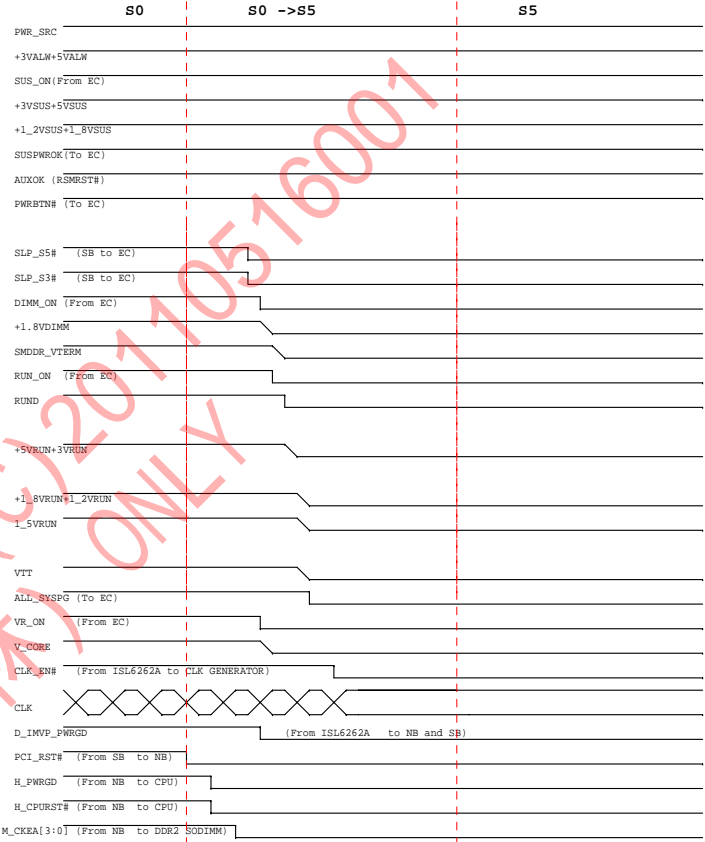 S0 S0 ->S5 S5
PWR_SRC
+3VALW+5VALW
SUS_ON(From EC)
+3VSUS+5VSUS
+1_2VSUS+1_8VSUS
SUSPWROK(To EC)
AUXOK (RSMRST#)
PWRBTN# (To EC)
SLP_S5# (SB to EC)
SLP_S3# (SB to EC)
DIMM_ON (From EC)
+1.8VDIMM
SMDDR_VTERM
RUN_ON (From EC)
RUND
+5VRUN+3VRUN
+1_8VRUN+1_2VRUN
1_5VRUN
VTT
ALL_SYSPG (To EC)
VR_ON (From EC)
V_CORE
CLK_EN# (From ISL6262A to CLK GENERATOR)
CLK
D_IMVP_PWRGD (From ISL6262A to NB and SB)
PCI_RST# (From SB to NB)
H_PWRGD (From NB to CPU)
H_CPURST# (From NB to CPU)
M_CKEA[3:0] (From NB to DDR2 SODIMM)
C)20110516001
ONLY
林)